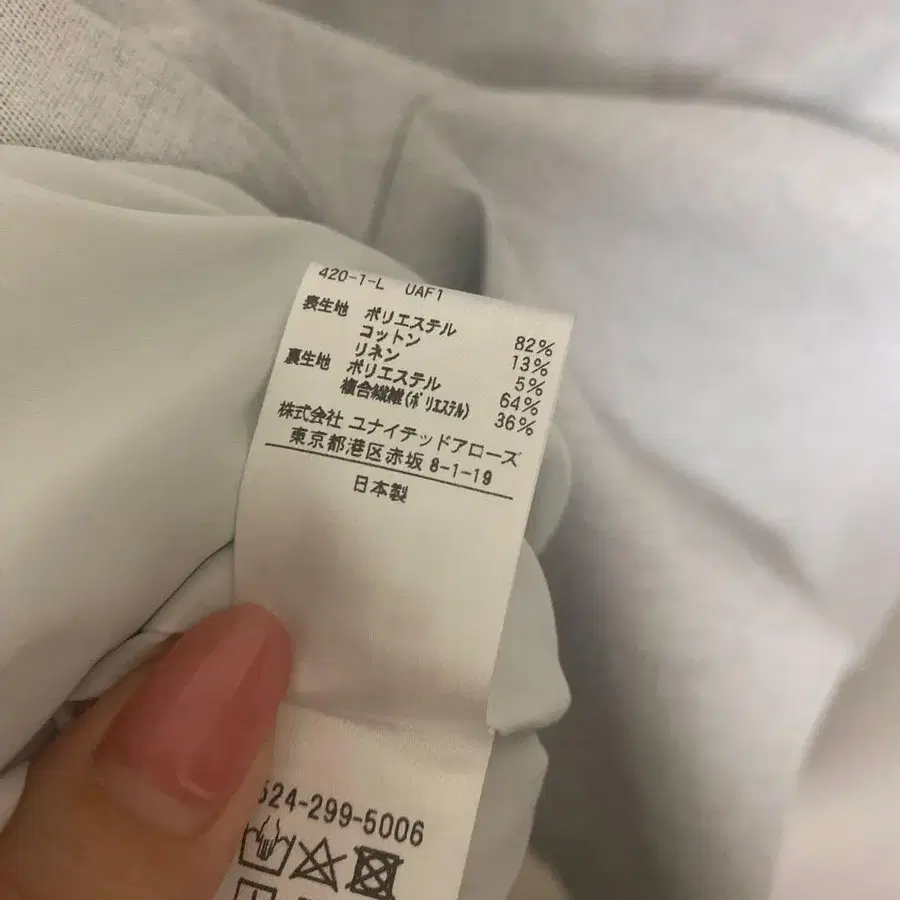 420-1-L UAF1
表生地 ポリエステル 82%
コットン 13%
リネン 5%
裏生地 ポリエステル 64%
複合繊維(ポリエステル) 36%
株式会社 ユナイテッドアローズ
東京都港区赤坂 8-1-19
日本製
524-299-5006